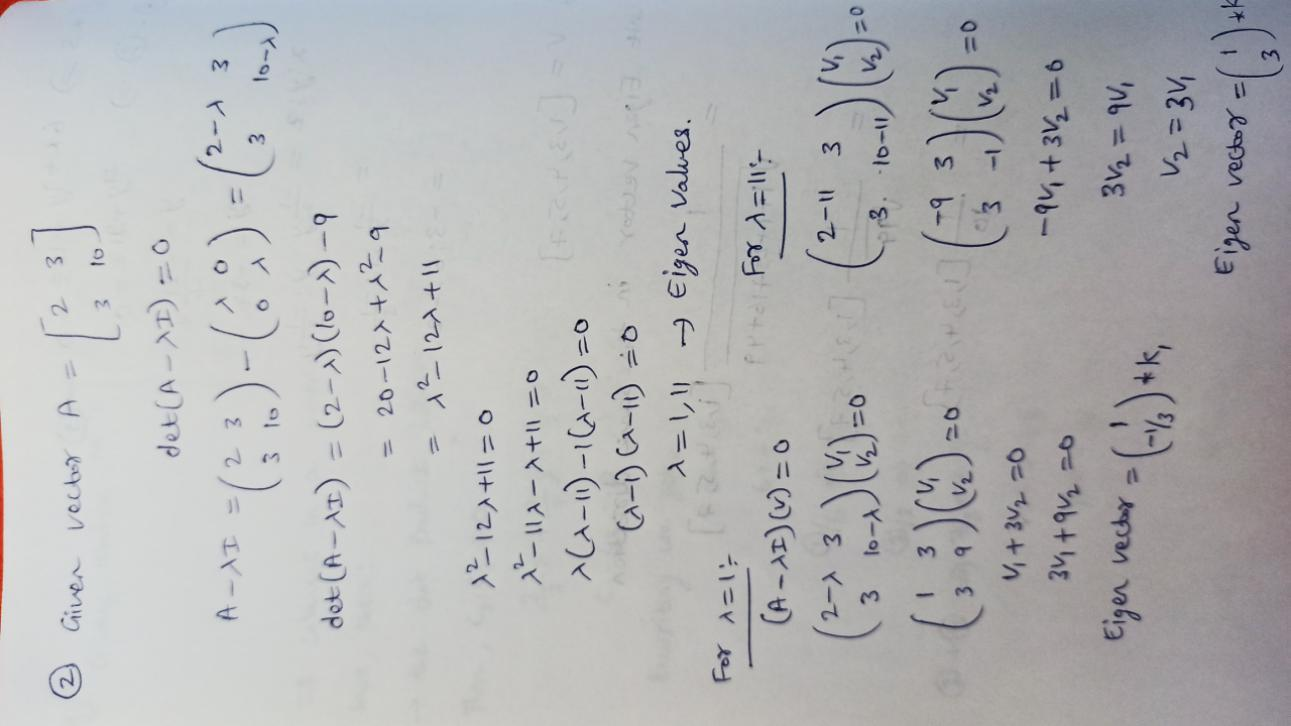 ② Given vector A = [2 3
3 10]
det(A-λI)=0
A-λI = (2 3
3 10) - (λ 0
0 λ) = (2-λ 3
3 10-λ)
det(A-λI) = (2-λ)(10-λ)-9
= 20-12λ+λ²-9
= λ²-12λ+11
λ²-12λ+11=0
λ²-11λ-λ+11=0
λ(λ-11)-1(λ-11)=0
(λ-1)(λ-11)=0
λ=1,11 → Eigen values.
For λ=1:-
(A-λI)(v)=0
(2-λ 3
3 10-λ)(V₁
V₂)=0
(1 3
3 9)(V₁
V₂)=0
V₁+3V₂=0
3V₁+9V₂=0
Eigen vector = (1
-1/3)*K₁
For λ=11:-
(2-11 3
3 10-11)(V₁
V₂)=0
(-9 3
3 -1)(V₁
V₂)=0
-9V₁+3V₂=0
3V₂=9V₁
V₂=3V₁
Eigen vector = (1
3)*K